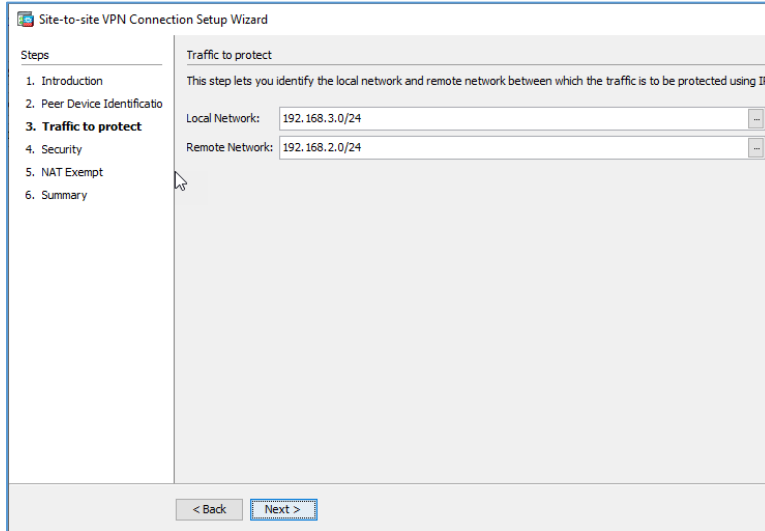 Site-to-site VPN Connection Setup Wizard
Steps
1. Introduction
2. Peer Device Identificatio
3. Traffic to protect
4. Security
5. NAT Exempt
6. Summary
Traffic to protect
This step lets you identify the local network and remote network between which the traffic is to be protected using
Local Network: 192.168.3.0/24 ...
Remote Network: 192.168.2.0/24 ...
< Back Next >